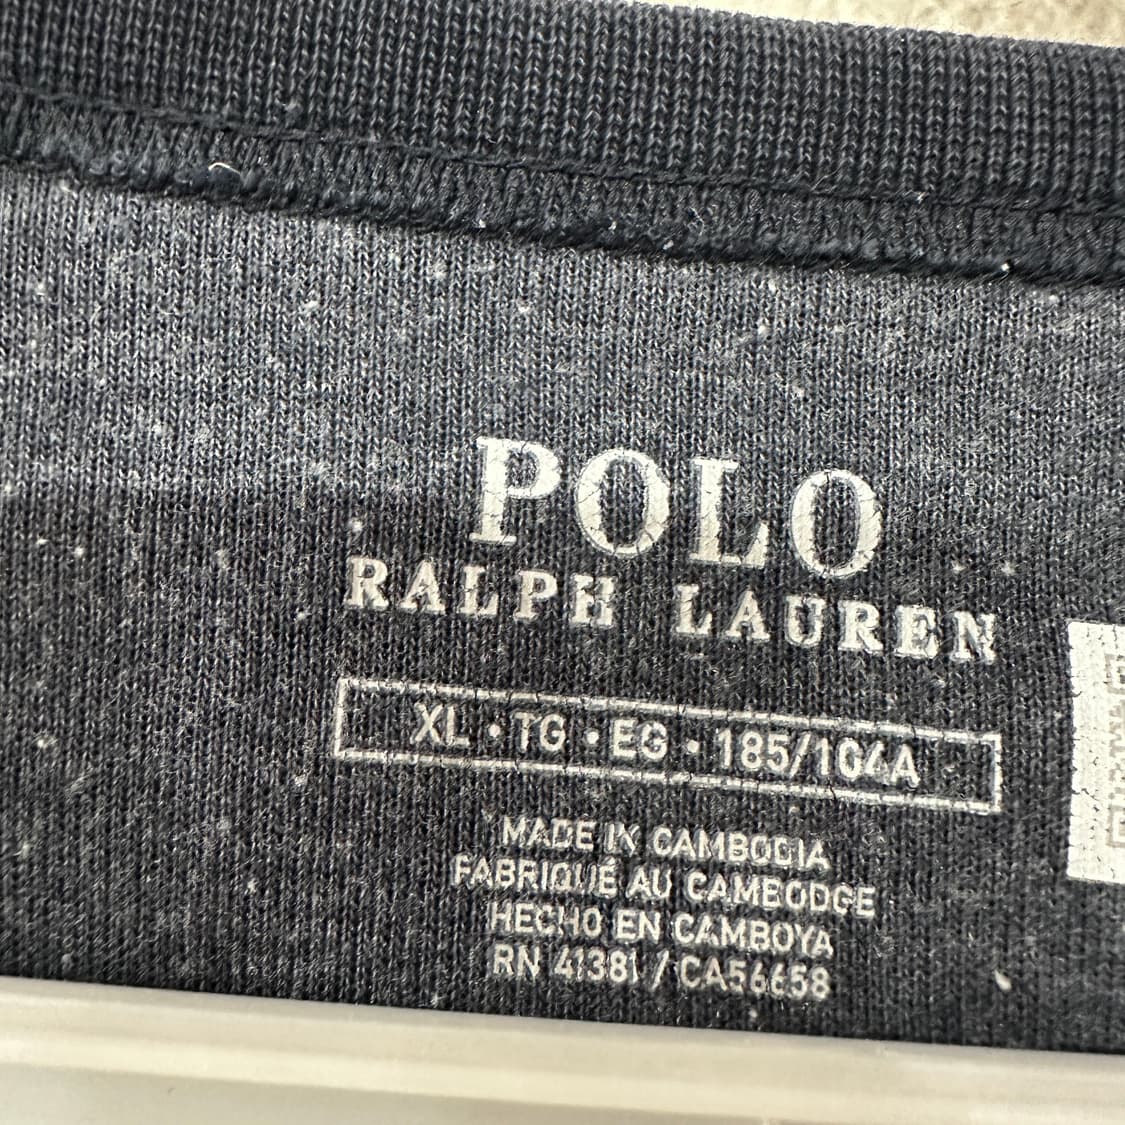 POLO
RALPH LAUREN
XL • TG • EG • 185/104A
MADE IN CAMBODIA
FABRIQUÉ AU CAMBODGE
HECHO EN CAMBOYA
RN 41381 / CA56658